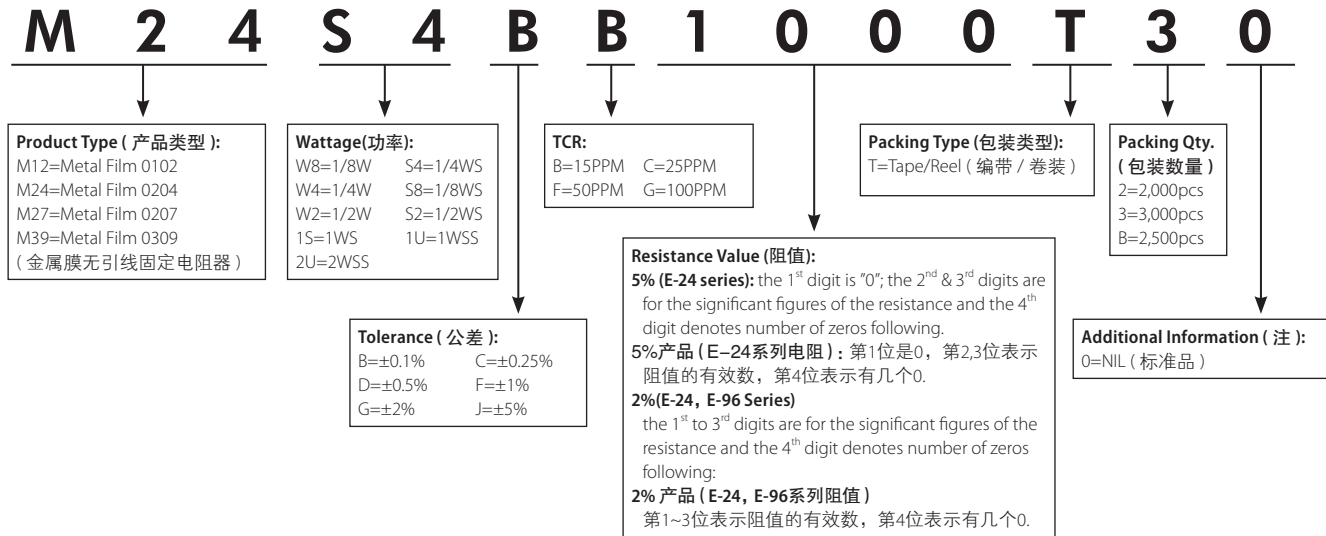 M 2 4 S 4 B B 1 0 0 0 T 3 0
Product Type ( 产品类型 ):
M12=Metal Film 0102
M24=Metal Film 0204
M27=Metal Film 0207
M39=Metal Film 0309
( 金属膜无引线固定电阻器 )
Wattage(功率):
W8=1/8W S4=1/4WS
W4=1/4W S8=1/8WS
W2=1/2W S2=1/2WS
1S=1WS 1U=1WSS
2U=2WSS
Tolerance ( 公差 ):
B=±0.1% C=±0.25%
D=±0.5% F=±1%
G=±2% J=±5%
TCR:
B=15PPM C=25PPM
F=50PPM G=100PPM
Resistance Value (阻值):
5% (E-24 series): the 1st digit is "0"; the 2nd & 3rd digits are
for the significant figures of the resistance and the 4th
digit denotes number of zeros following.
5%产品 ( E–24系列电阻 ) : 第1位是0，第2,3位表示
阻值的有效数，第4位表示有几个0.
2%(E-24, E-96 Series)
the 1st to 3rd digits are for the significant figures of the
resistance and the 4th digit denotes number of zeros
following:
2% 产品 ( E-24, E-96系列阻值 )
第1~3位表示阻值的有效数，第4位表示有几个0.
Packing Type (包装类型):
T=Tape/Reel ( 编带 / 卷装 )
Packing Qty.
( 包装数量 )
2=2,000pcs
3=3,000pcs
B=2,500pcs
Additional Information ( 注 ):
0=NIL ( 标准品 )